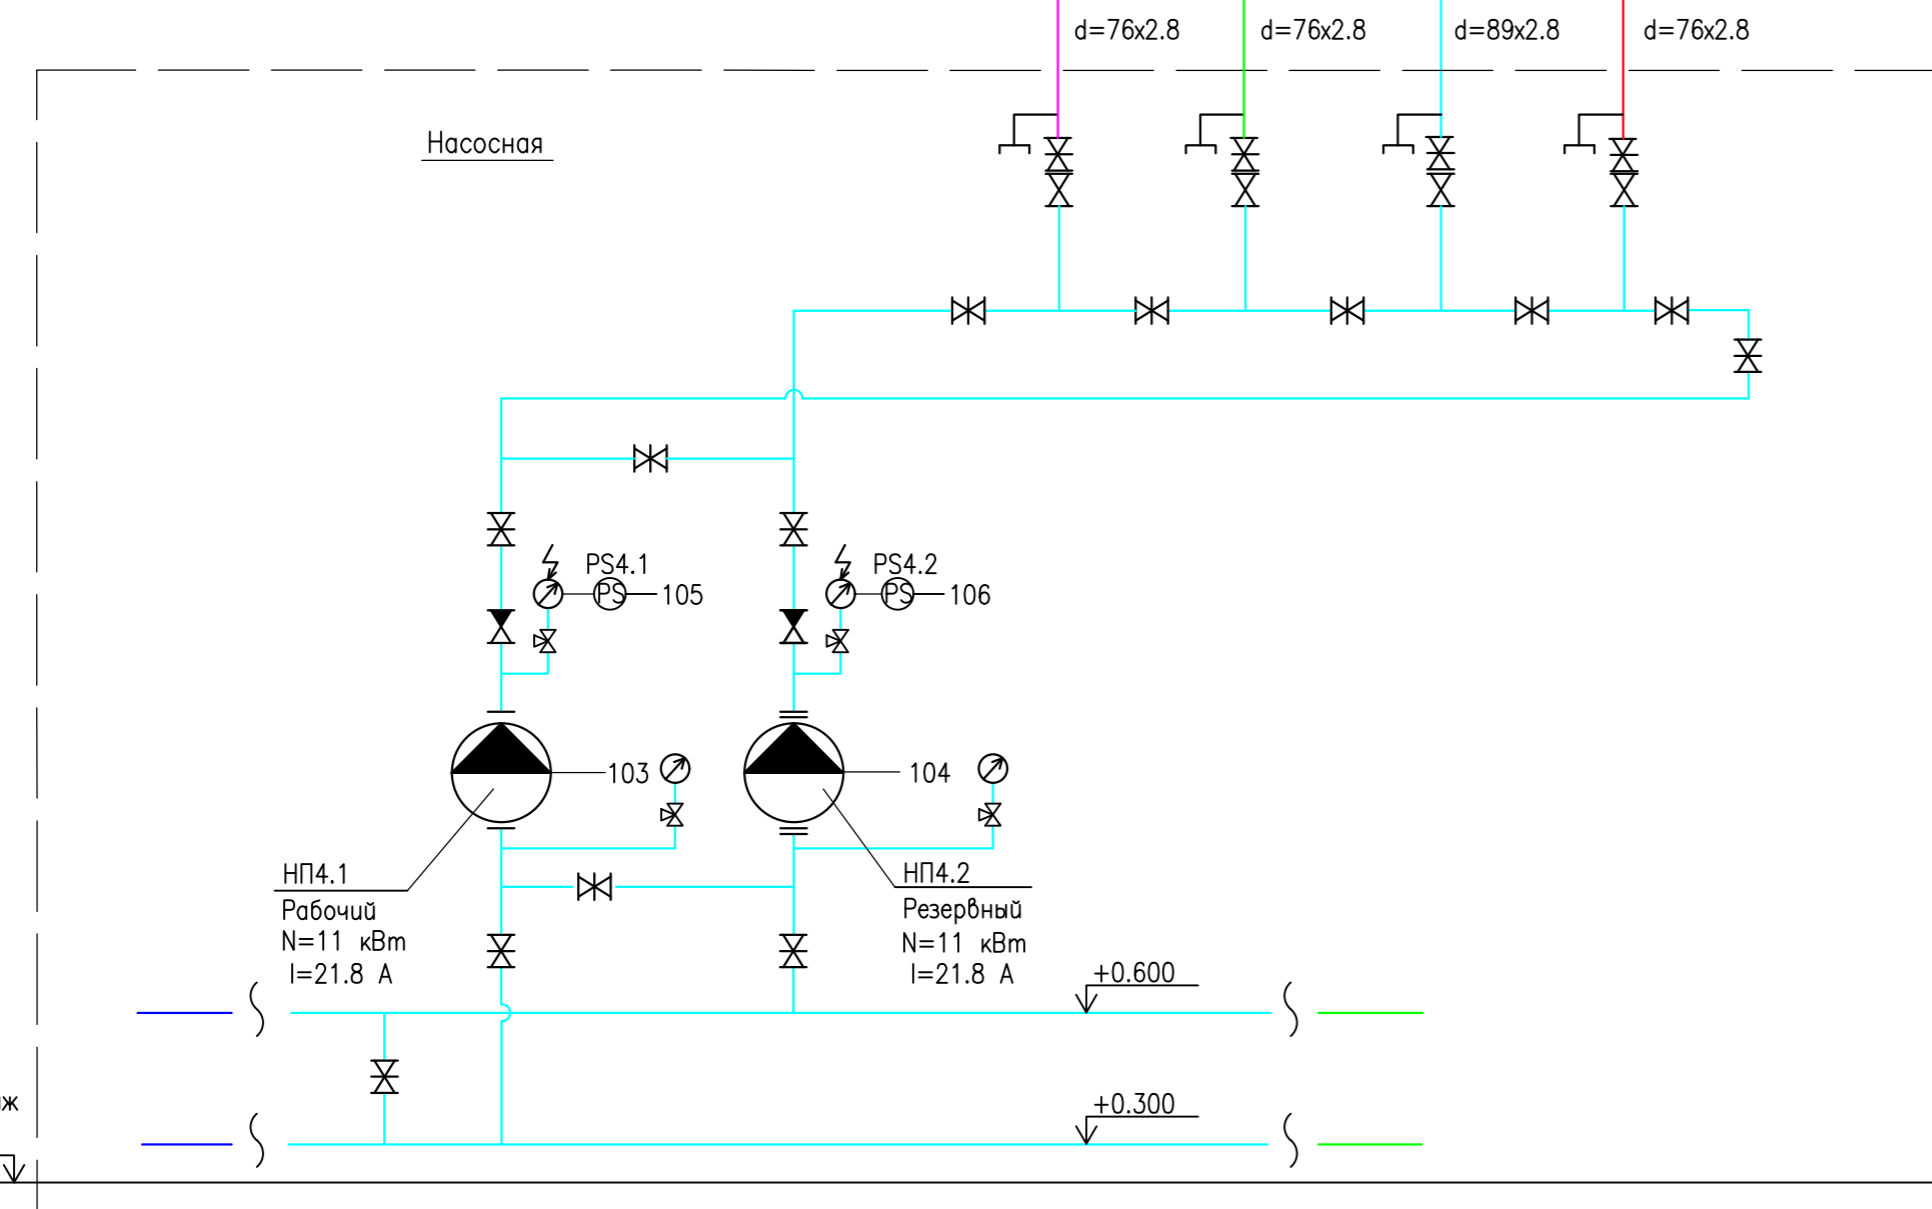 d=76x2.8
d=76x2.8
d=89x2.8
d=76x2.8
Насосная
PS4.1
PS
105
PS4.2
PS
106
103
104
НП4.1
Рабочий
N=11 кВт
I=21.8 А
НП4.2
Резервный
N=11 кВт
I=21.8 А
+0.600
+0.300